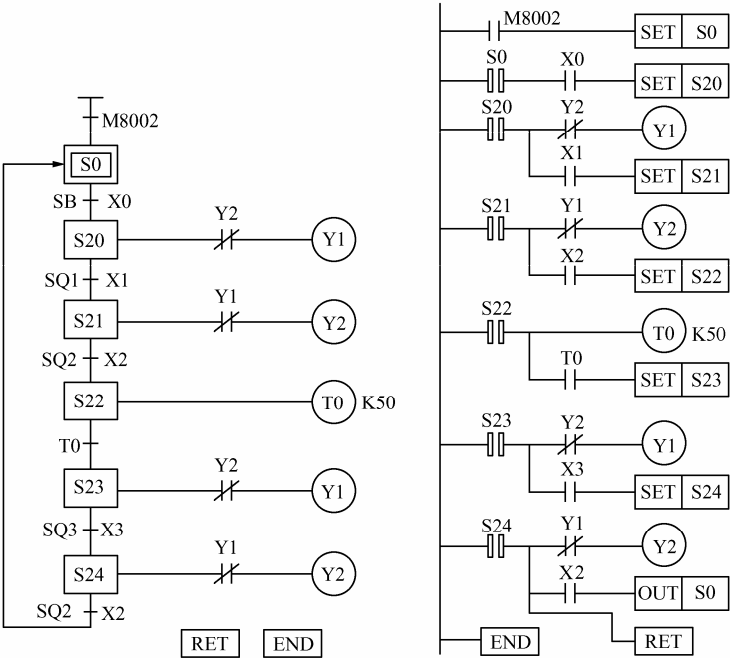 M8002
S0
SB X0
S20 Y2 Y1
SQ1 X1
S21 Y1 Y2
SQ2 X2
S22 T0 K50
T0
S23 Y2 Y1
SQ3 X3
S24 Y1 Y2
SQ2 X2
RET END
M8002 SET S0
S0 X0 SET S20
S20 Y2 Y1
X1 SET S21
S21 Y1 Y2
X2 SET S22
S22 T0 K50
T0 SET S23
S23 Y2 Y1
X3 SET S24
S24 Y1 Y2
X2 OUT S0
END RET